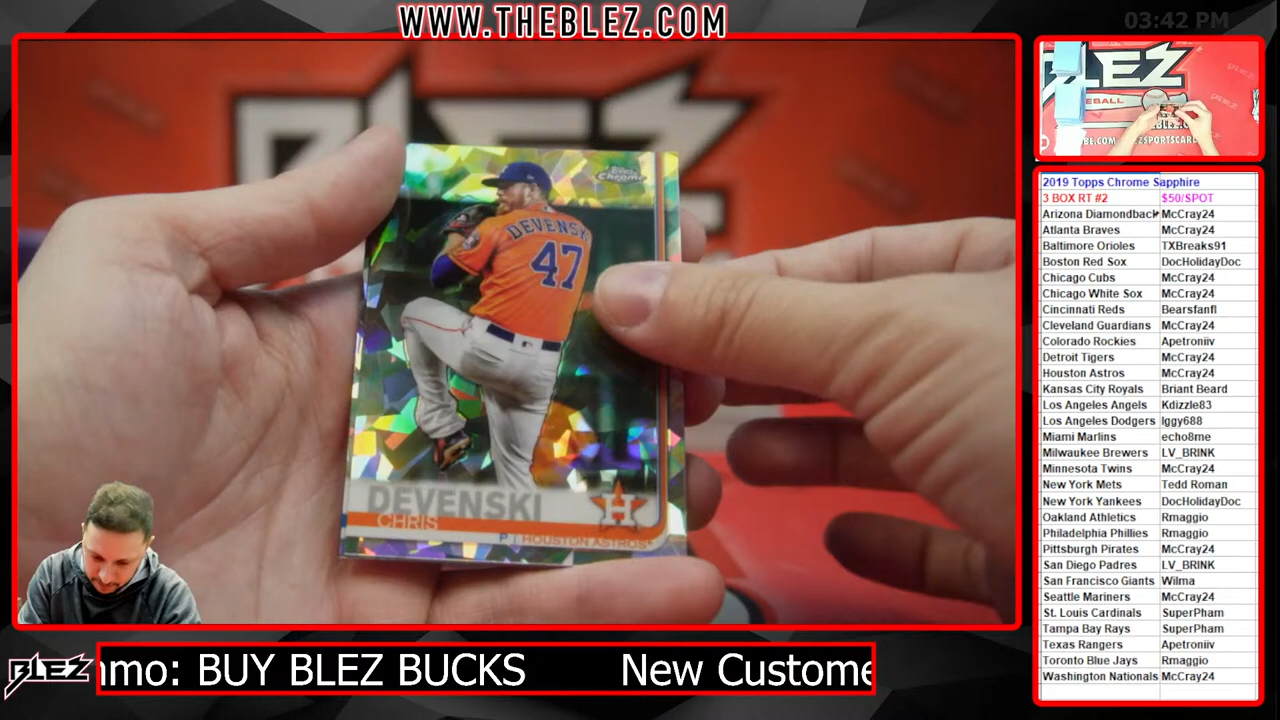 WWW.THEBLEZ.COM
03:42 PM
BLEZ
Topps Chrome
DEVENSKI
47
DEVENSKI
CHRIS
H
P | HOUSTON ASTROS
BLEZ
2019 Topps Chrome Sapphire
3 BOX RT #2 $50/SPOT
Arizona Diamondback McCray24
Atlanta Braves McCray24
Baltimore Orioles TXBreaks91
Boston Red Sox DocHolidayDoc
Chicago Cubs McCray24
Chicago White Sox McCray24
Cincinnati Reds Bearsfanfl
Cleveland Guardians McCray24
Colorado Rockies Apetroniiv
Detroit Tigers McCray24
Houston Astros McCray24
Kansas City Royals Briant Beard
Los Angeles Angels Kdizzle83
Los Angeles Dodgers Iggy688
Miami Marlins echo8me
Milwaukee Brewers LV_BRINK
Minnesota Twins McCray24
New York Mets Tedd Roman
New York Yankees DocHolidayDoc
Oakland Athletics Rmaggio
Philadelphia Phillies Rmaggio
Pittsburgh Pirates McCray24
San Diego Padres LV_BRINK
San Francisco Giants Wilma
Seattle Mariners McCray24
St. Louis Cardinals SuperPham
Tampa Bay Rays SuperPham
Texas Rangers Apetroniiv
Toronto Blue Jays Rmaggio
Washington Nationals McCray24
BLEZ
mo: BUY BLEZ BUCKS New Custome